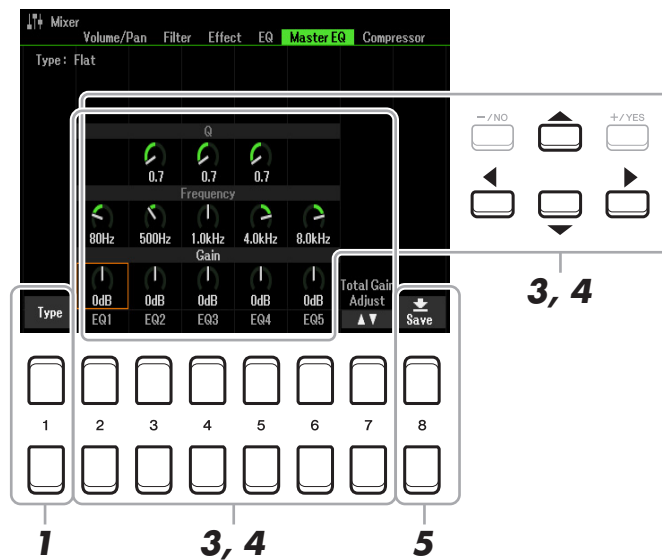 Mixer
Volume/Pan Filter Effect EQ Master EQ Compressor
Type: Flat
Q
0.7 0.7 0.7
Frequency
80Hz 500Hz 1.0kHz 4.0kHz 8.0kHz
Gain
0dB 0dB 0dB 0dB 0dB
Total Gain
Adjust
Type EQ1 EQ2 EQ3 EQ4 EQ5 ▲▼ Save
−/NO +/YES
3, 4
1 2 3 4 5 6 7 8
1 3, 4 5